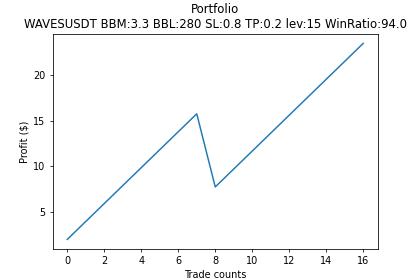 Portfolio
WAVESUSDT BBM:3.3 BBL:280 SL:0.8 TP:0.2 lev:15 WinRatio:94.0
Profit ($)
20
15
10
5
0 2 4 6 8 10 12 14 16
Trade counts